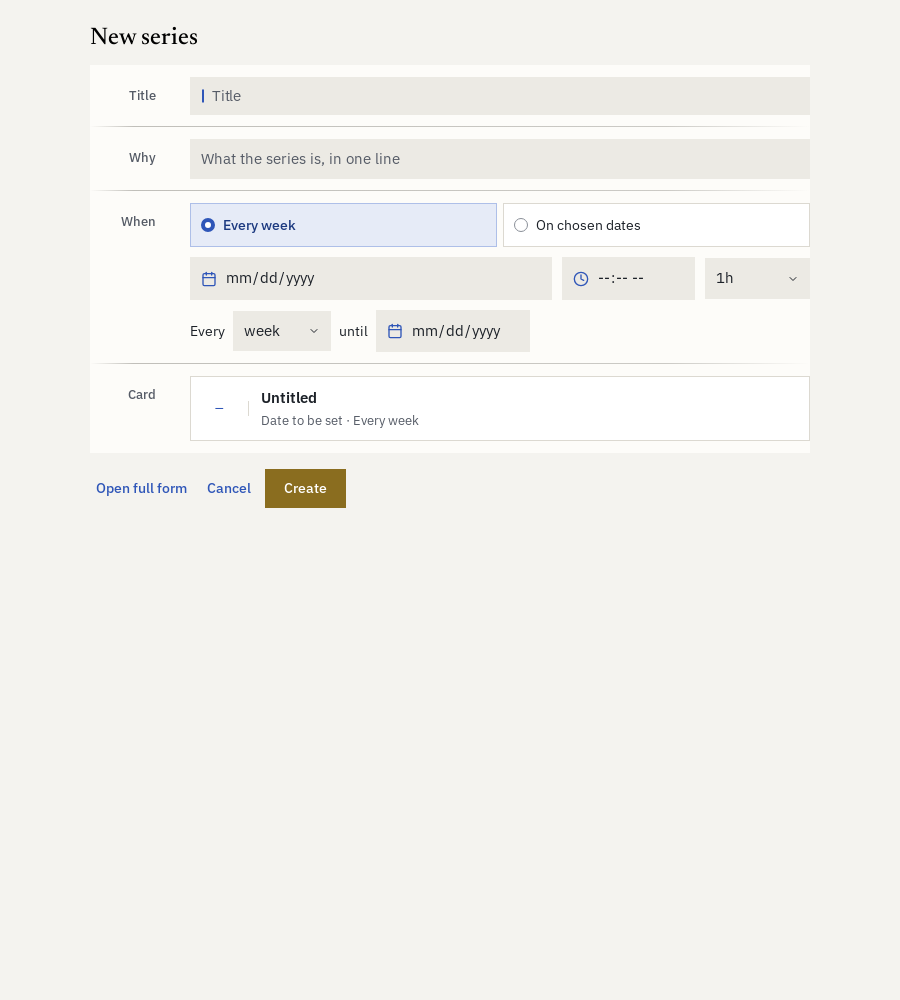 New series
Title
Title
Why
What the series is, in one line
When
Every week
On chosen dates
mm/dd/yyyy
--:-- --
1h
Every week until mm/dd/yyyy
Card
–
Untitled
Date to be set · Every week
Open full form Cancel Create